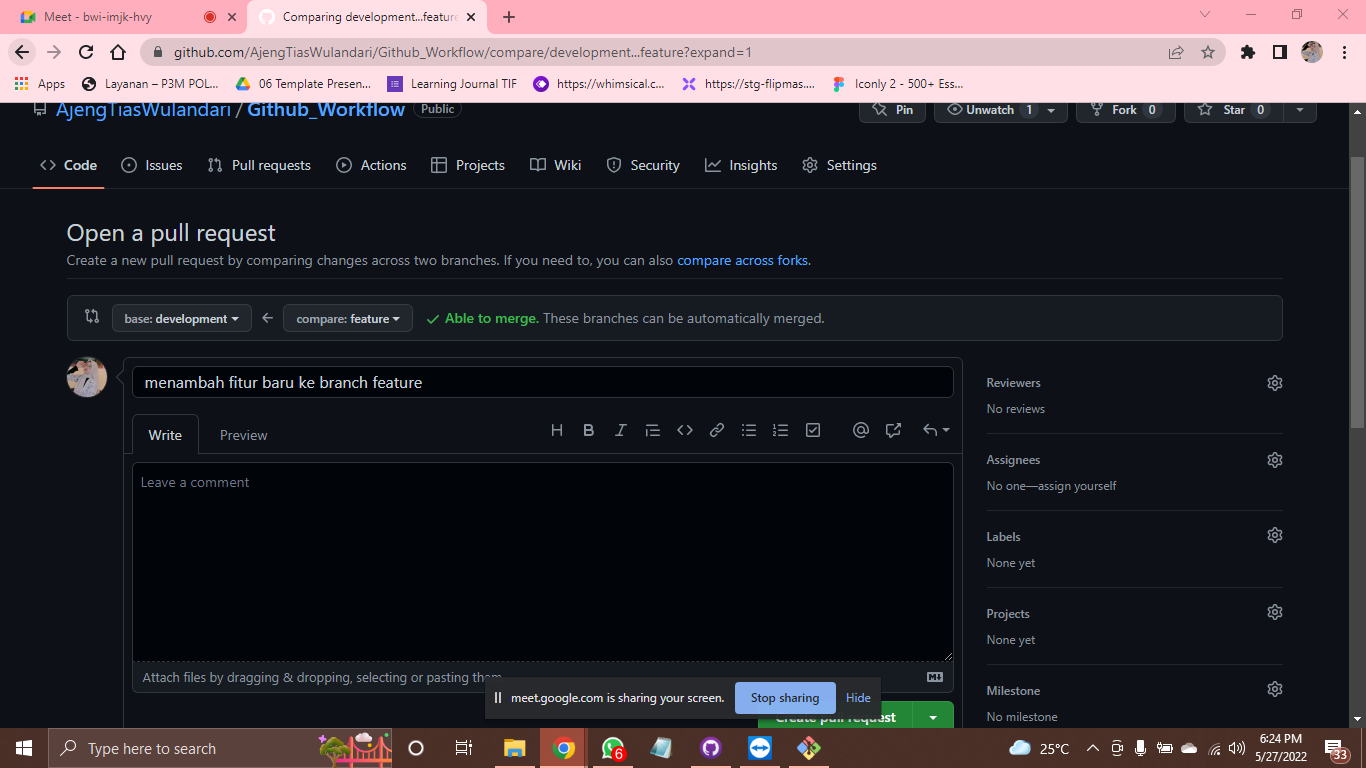 Meet - bwi-imjk-hvy
Comparing development...feature
github.com/AjengTiasWulandari/Github_Workflow/compare/development...feature?expand=1
Apps
Layanan – P3M POL...
06 Template Presen...
Learning Journal TIF
https://whimsical.c...
https://stg-flipmas....
Iconly 2 - 500+ Ess...
AjengTiasWulandari / Github_Workflow Public
Pin
Unwatch 1
Fork 0
Star 0
Code
Issues
Pull requests
Actions
Projects
Wiki
Security
Insights
Settings
Open a pull request
Create a new pull request by comparing changes across two branches. If you need to, you can also compare across forks.
base: development
compare: feature
Able to merge. These branches can be automatically merged.
menambah fitur baru ke branch feature
Write
Preview
Leave a comment
Attach files by dragging & dropping, selecting or pasting them.
Reviewers
No reviews
Assignees
No one—assign yourself
Labels
None yet
Projects
None yet
Milestone
No milestone
meet.google.com is sharing your screen.
Stop sharing
Hide
Create pull request
Type here to search
6
25°C
6:24 PM
5/27/2022
33